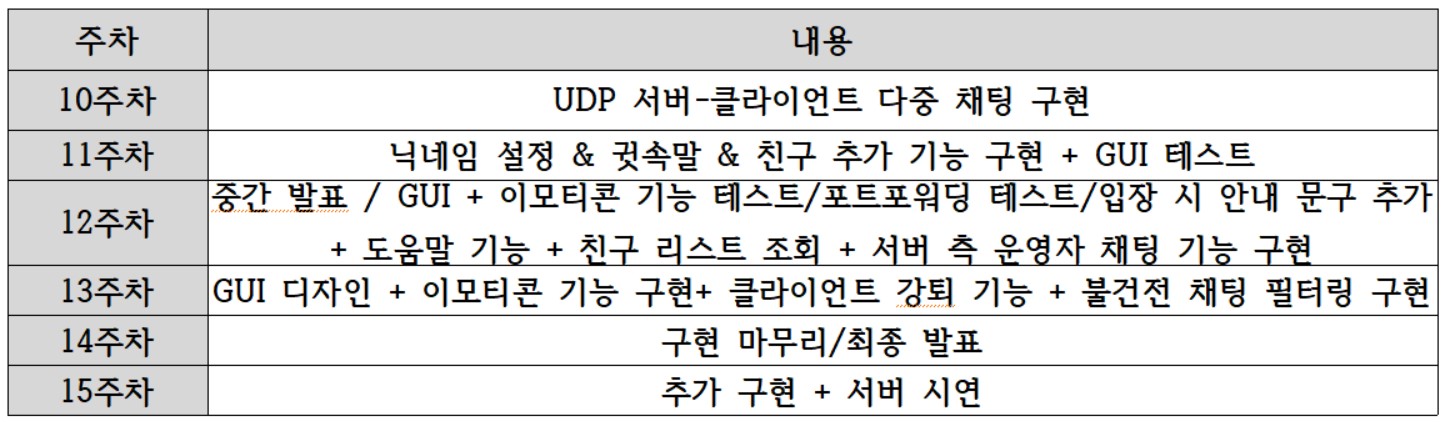 주차 내용
10주차 UDP 서버-클라이언트 다중 채팅 구현
11주차 닉네임 설정 & 귓속말 & 친구 추가 기능 구현 + GUI 테스트
12주차 중간 발표 / GUI + 이모티콘 기능 테스트/포트포워딩 테스트/입장 시 안내 문구 추가
+ 도움말 기능 + 친구 리스트 조회 + 서버 측 운영자 채팅 기능 구현
13주차 GUI 디자인 + 이모티콘 기능 구현+ 클라이언트 강퇴 기능 + 불건전 채팅 필터링 구현
14주차 구현 마무리/최종 발표
15주차 추가 구현 + 서버 시연